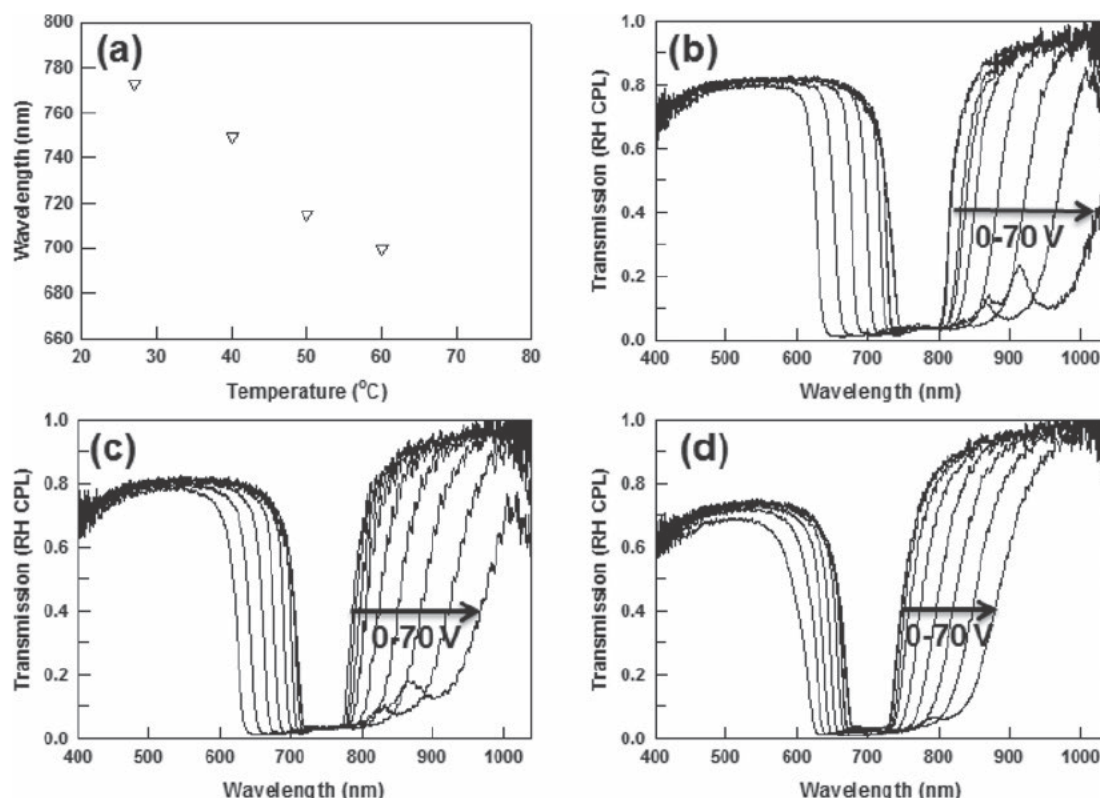 (a)
800
780
760
740
720
700
680
660
Wavelength (nm)
20 30 40 50 60 70 80
Temperature (°C)
(b)
1.0
0.8
0.6
0.4
0.2
0.0
Transmission (RH CPL)
0-70 V
400 500 600 700 800 900 1000
Wavelength (nm)
(c)
1.0
0.8
0.6
0.4
0.2
0.0
Transmission (RH CPL)
0-70 V
400 500 600 700 800 900 1000
Wavelength (nm)
(d)
1.0
0.8
0.6
0.4
0.2
0.0
Transmission (RH CPL)
0-70 V
400 500 600 700 800 900 1000
Wavelength (nm)